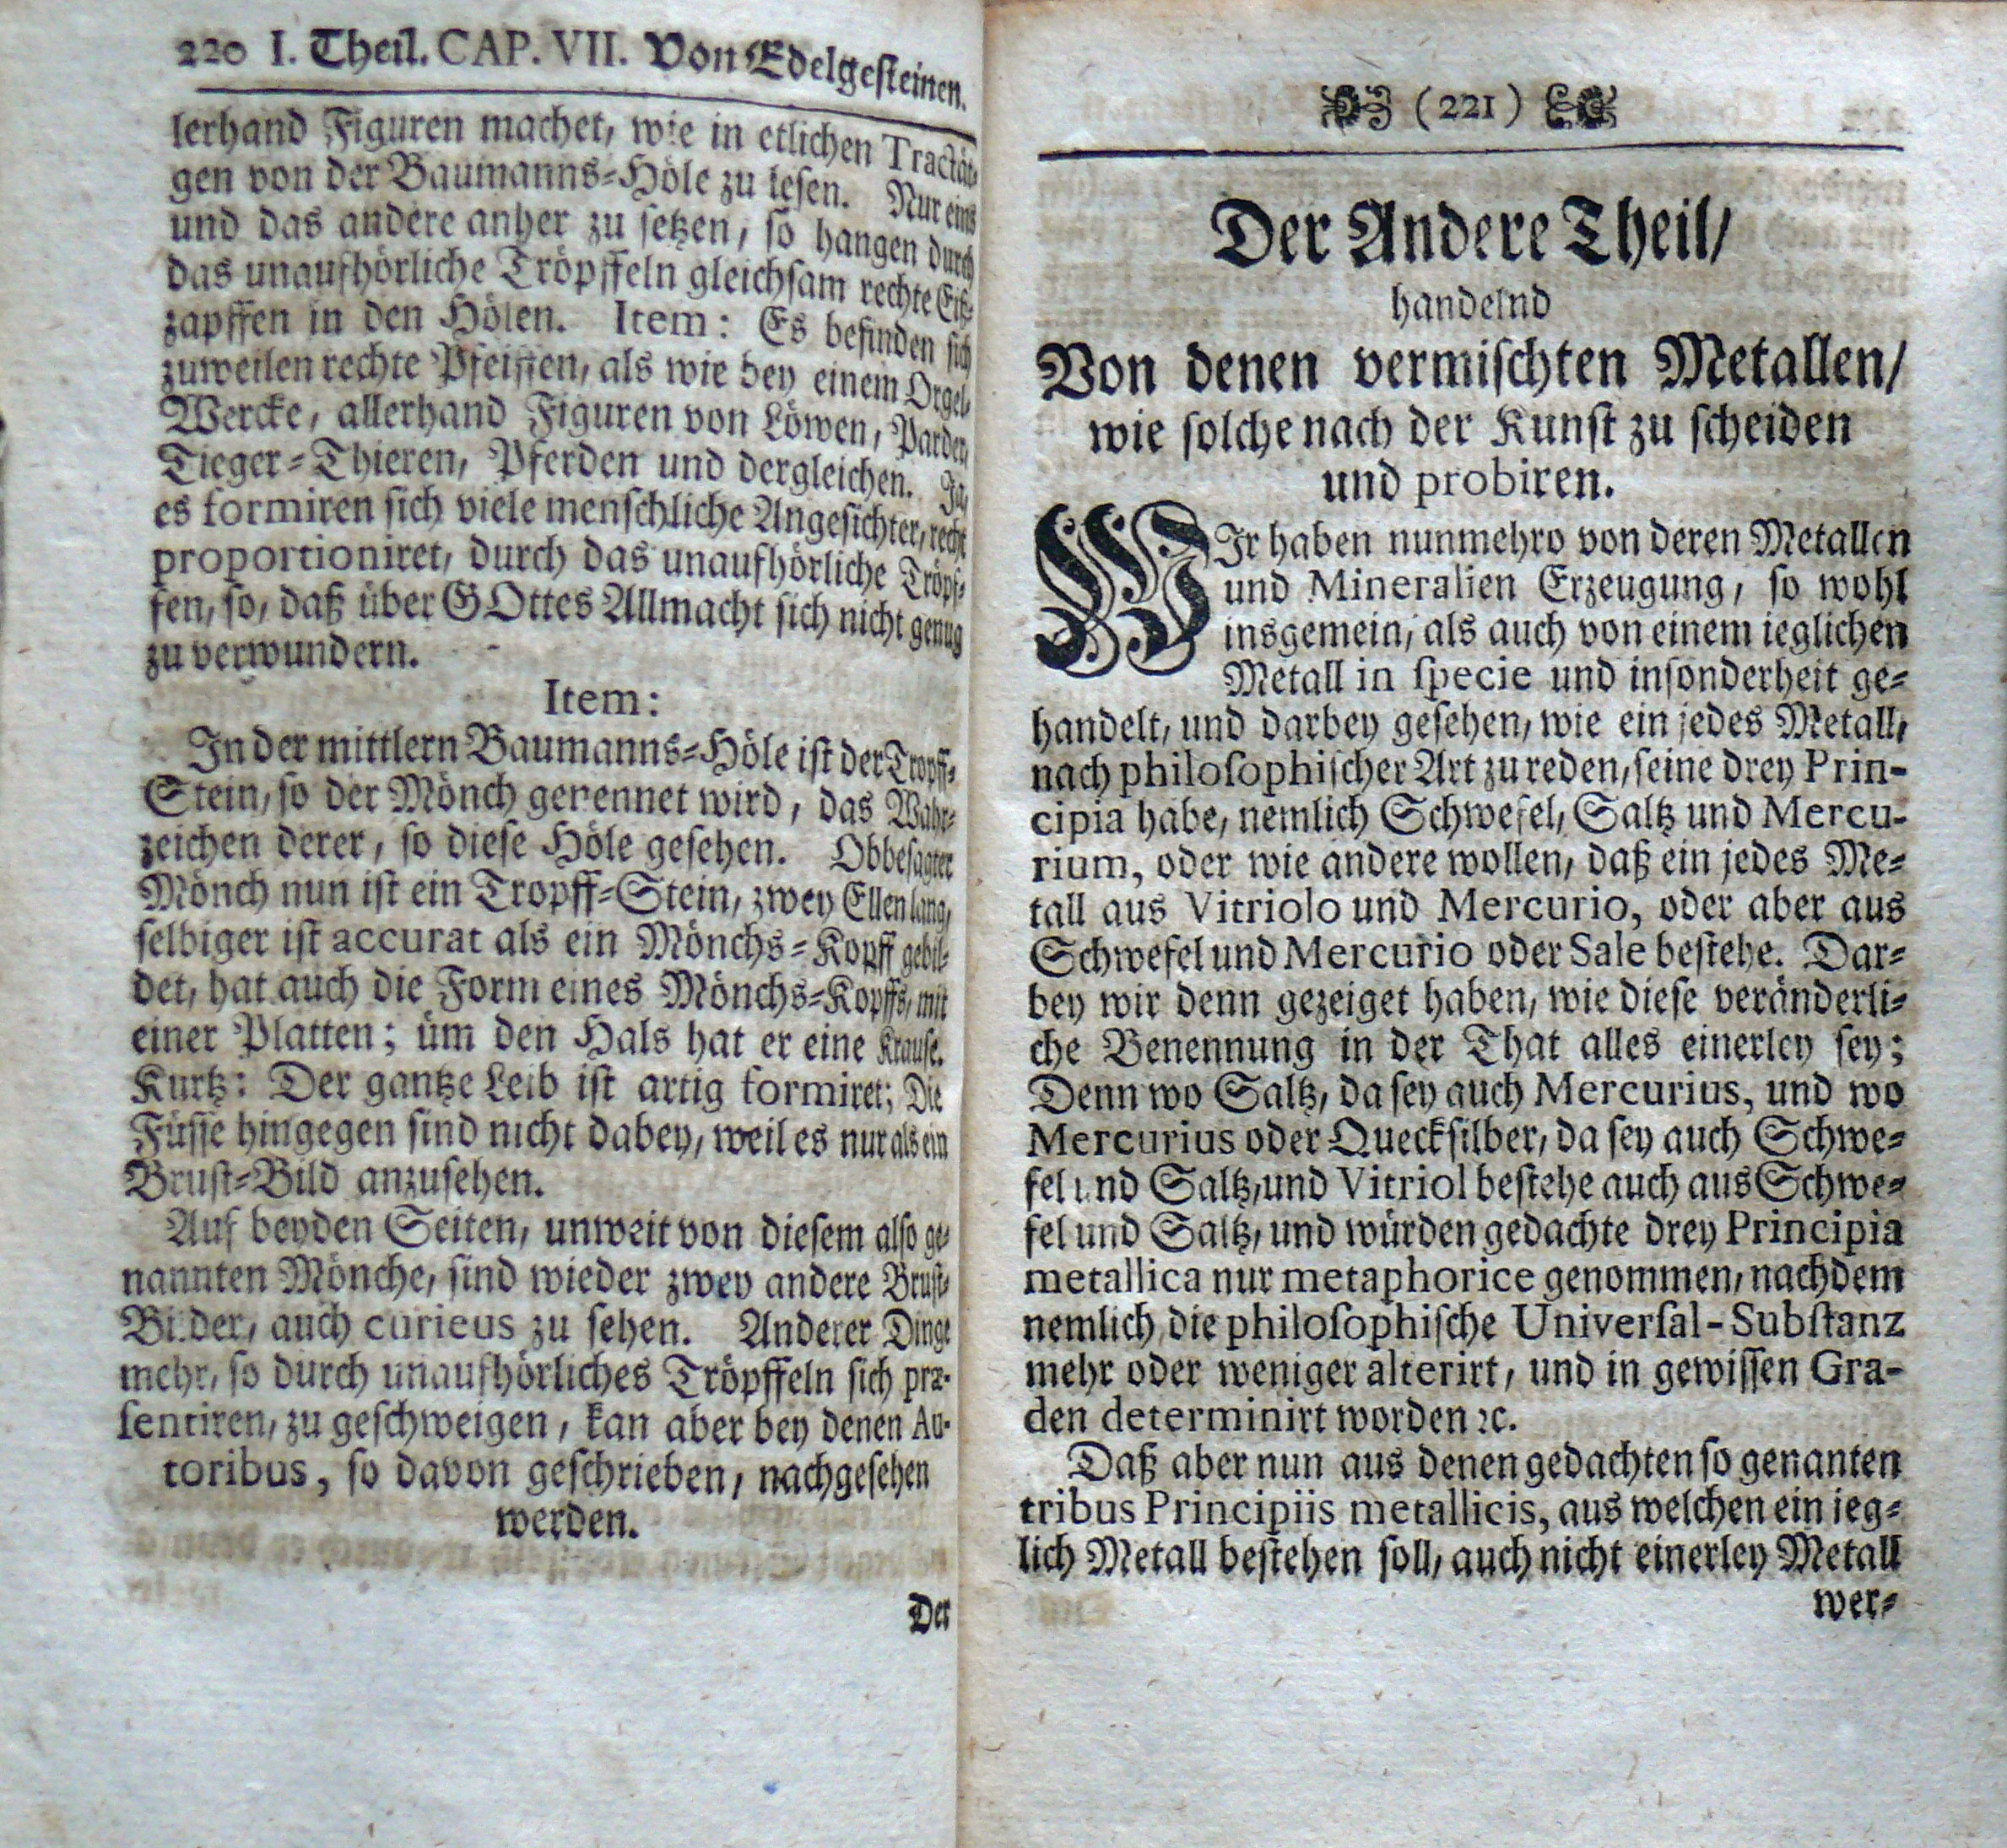 220 I. Theil. CAP. VII. Von Edelgesteinen.
lerhand Figuren machet, wie in etlichen Tractät-
gen von der Baumanns-Höle zu lesen. Nur eins
und das andere anher zu setzen, so hangen durch
das unaufhörliche Tröpffeln gleichsam rechte Eiß-
zapffen in den Hölen. Item: Es befinden sich
zuweilen rechte Pfeiffen, als wie bey einem Orgel-
Wercke, allerhand Figuren von Löwen, Parder,
Tieger-Thieren, Pferden und dergleichen. Ja,
es formiren sich viele menschliche Angesichter, recht
proportioniret, durch das unaufhörliche Tröpf-
fen, so, daß über GOttes Allmacht sich nicht genug
zu verwundern.
Item:
In der mittlern Baumanns-Höle ist der Tropff-
Stein, so der Mönch genennet wird, das Wahr-
zeichen derer, so diese Höle gesehen. Obbesagter
Mönch nun ist ein Tropff-Stein, zwey Ellen lang,
selbiger ist accurat als ein Mönchs-Kopff gebil-
det, hat auch die Form eines Mönchs-Kopffs, mit
einer Platten; üm den Hals hat er eine Krause.
Kurtz: Der gantze Leib ist artig formiret; Die
Füsse hingegen sind nicht dabey, weil es nur als ein
Brust-Bild anzusehen.
Auf beyden Seiten, unweit von diesem also ge-
nannten Mönche, sind wieder zwey andere Brust-
Bilder, auch curieus zu sehen. Anderer Dinge
mehr, so durch unaufhörliches Tröpffeln sich præ-
sentiren, zu geschweigen, kan aber bey denen Au-
toribus, so davon geschrieben, nachgesehen
werden.
Der
(221)
Der Andere Theil/
handelnd
Von denen vermischten Metallen/
wie solche nach der Kunst zu scheiden
und probiren.
WIr haben nunmehro von deren Metallen
und Mineralien Erzeugung, so wohl
insgemein, als auch von einem ieglichen
Metall in specie und insonderheit ge-
handelt, und darbey gesehen, wie ein jedes Metall,
nach philosophischer Art zu reden, seine drey Prin-
cipia habe, nemlich Schwefel, Saltz und Mercu-
rium, oder wie andere wollen, daß ein jedes Me-
tall aus Vitriolo und Mercurio, oder aber aus
Schwefel und Mercurio oder Sale bestehe. Dar-
bey wir denn gezeiget haben, wie diese veränderli-
che Benennung in der That alles einerley sey;
Denn wo Saltz, da sey auch Mercurius, und wo
Mercurius oder Quecksilber, da sey auch Schwe-
fel und Saltz, und Vitriol bestehe auch aus Schwe-
fel und Saltz, und würden gedachte drey Principia
metallica nur metaphorice genommen, nachdem
nemlich die philosophische Universal-Substanz
mehr oder weniger alterirt, und in gewissen Gra-
den determinirt worden ꝛc.
Daß aber nun aus denen gedachten so genanten
tribus Principiis metallicis, aus welchen ein ieg-
lich Metall bestehen soll, auch nicht einerley Metall
wer-